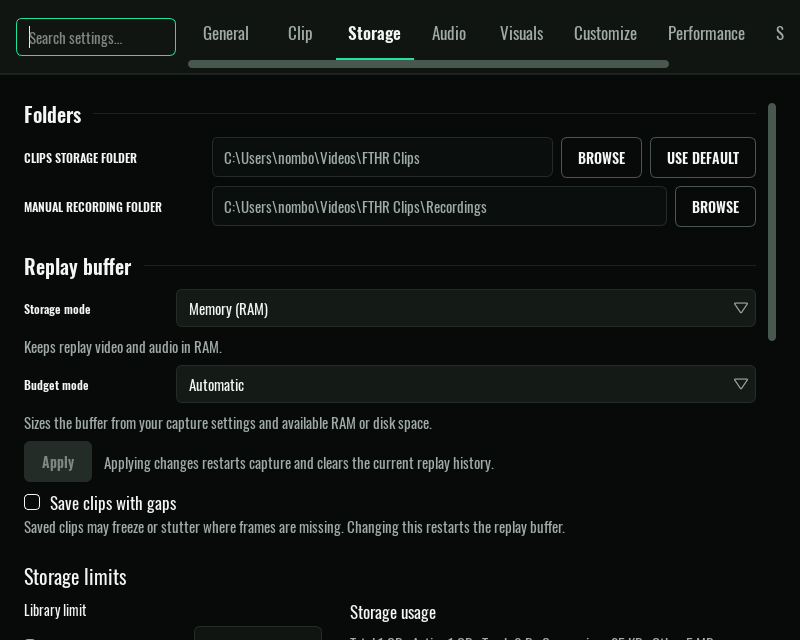 Search settings...
General Clip Storage Audio Visuals Customize Performance S
Folders
CLIPS STORAGE FOLDER C:\Users\nombo\Videos\FTHR Clips BROWSE USE DEFAULT
MANUAL RECORDING FOLDER C:\Users\nombo\Videos\FTHR Clips\Recordings BROWSE
Replay buffer
Storage mode Memory (RAM)
Keeps replay video and audio in RAM.
Budget mode Automatic
Sizes the buffer from your capture settings and available RAM or disk space.
Apply Applying changes restarts capture and clears the current replay history.
Save clips with gaps
Saved clips may freeze or stutter where frames are missing. Changing this restarts the replay buffer.
Storage limits
Library limit Storage usage